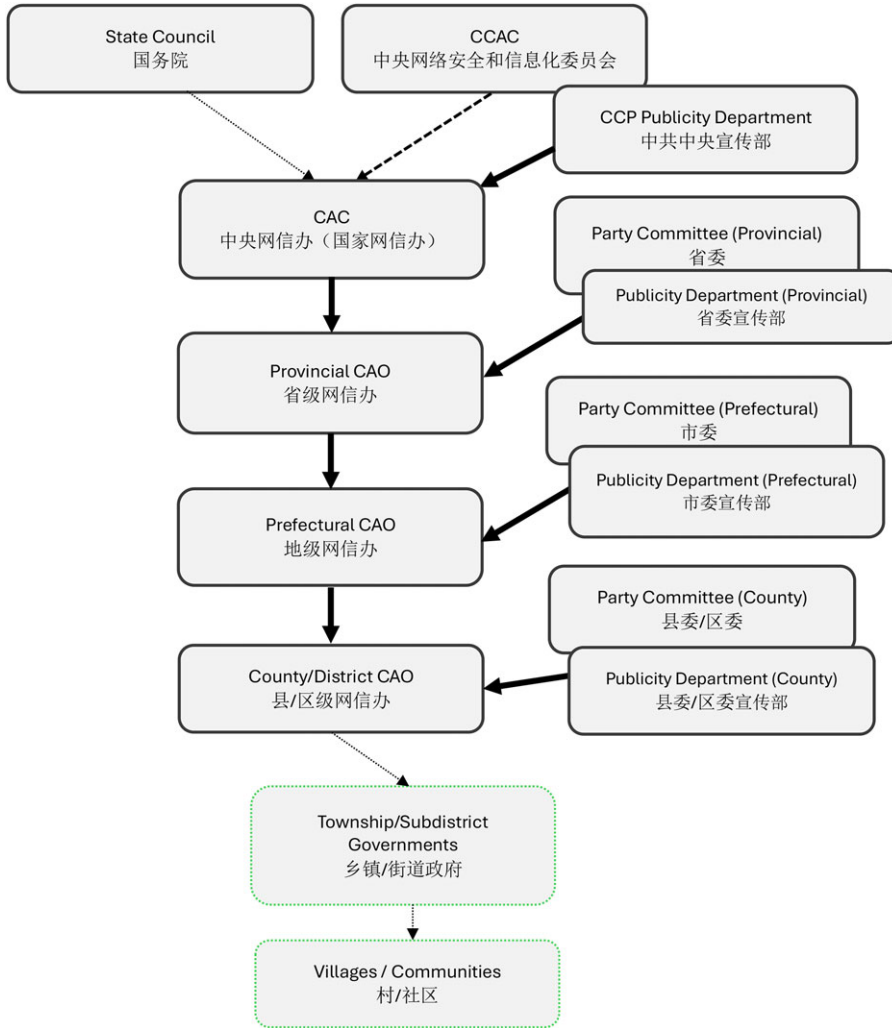 State Council
国务院
CCAC
中央网络安全和信息化委员会
CCP Publicity Department
中共中央宣传部
CAC
中央网信办（国家网信办）
Party Committee (Provincial)
省委
Publicity Department (Provincial)
省委宣传部
Provincial CAO
省级网信办
Party Committee (Prefectural)
市委
Publicity Department (Prefectural)
市委宣传部
Prefectural CAO
地级网信办
Party Committee (County)
县委/区委
Publicity Department (County)
县委/区委宣传部
County/District CAO
县/区级网信办
Township/Subdistrict
Governments
乡镇/街道政府
Villages / Communities
村/社区